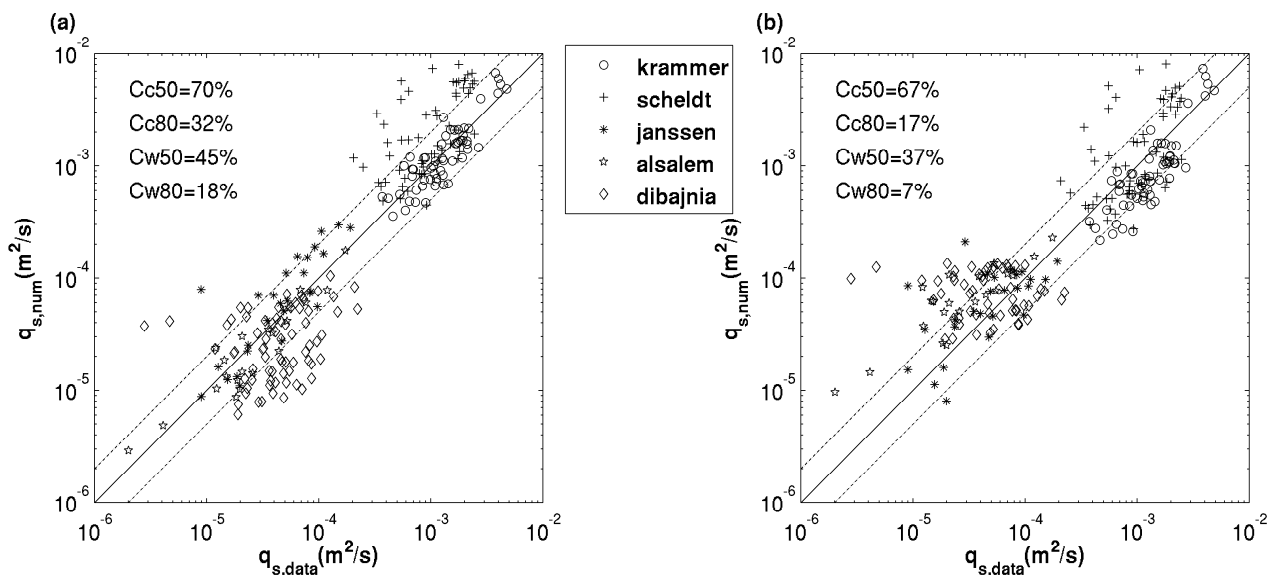 (a)
10^-2
10^-3
10^-4
10^-5
10^-6
q_s,num(m^2/s)
Cc50=70%
Cc80=32%
Cw50=45%
Cw80=18%
10^-6
10^-5
10^-4
10^-3
10^-2
q_s,data(m^2/s)
krammer
scheldt
janssen
alsalem
dibajnia
(b)
10^-2
10^-3
10^-4
10^-5
10^-6
q_s,num(m^2/s)
Cc50=67%
Cc80=17%
Cw50=37%
Cw80=7%
10^-6
10^-5
10^-4
10^-3
10^-2
q_s,data(m^2/s)